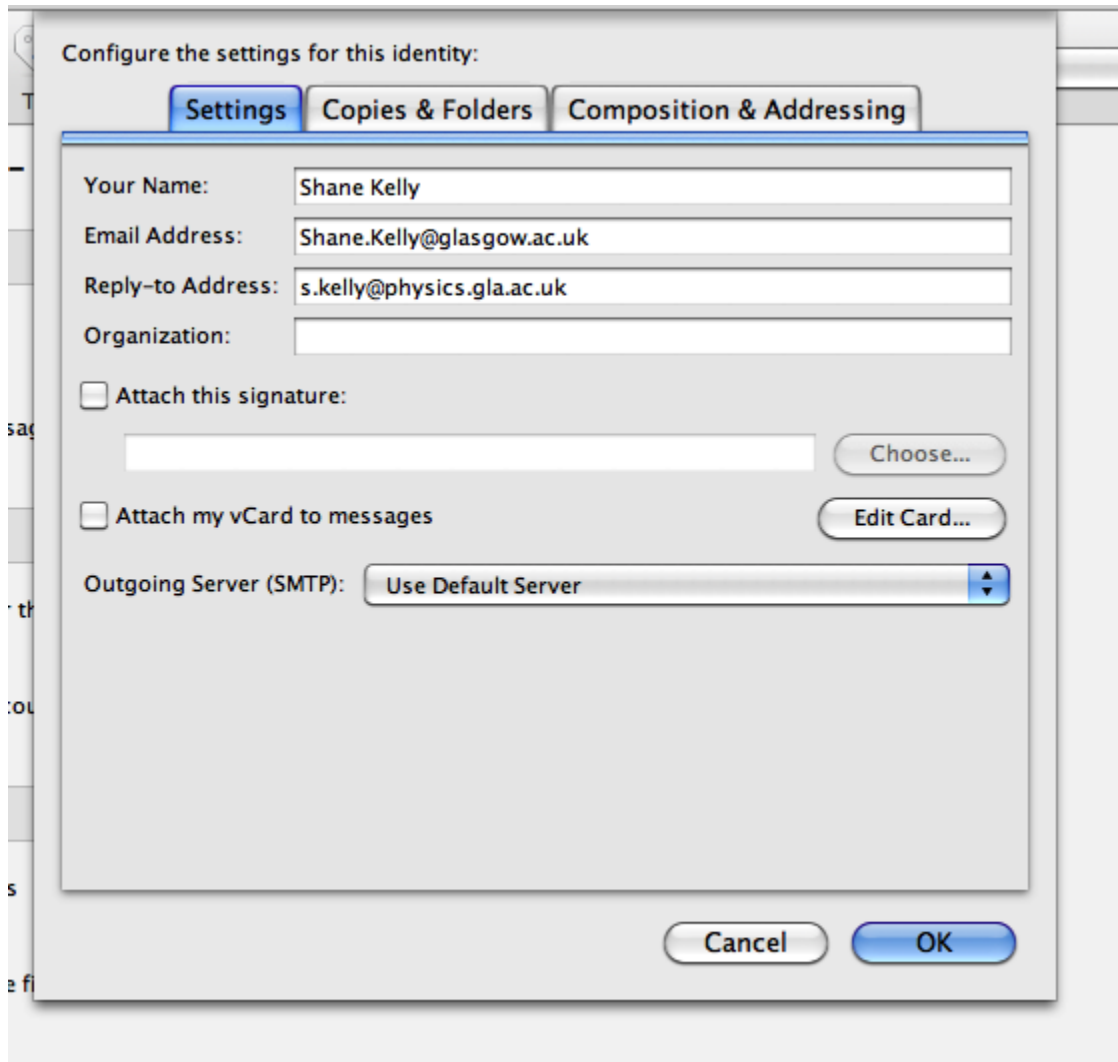 Configure the settings for this identity:
Settings Copies & Folders Composition & Addressing
Your Name: Shane Kelly
Email Address: Shane.Kelly@glasgow.ac.uk
Reply-to Address: s.kelly@physics.gla.ac.uk
Organization:
Attach this signature:
Choose...
Attach my vCard to messages Edit Card...
Outgoing Server (SMTP): Use Default Server
Cancel OK